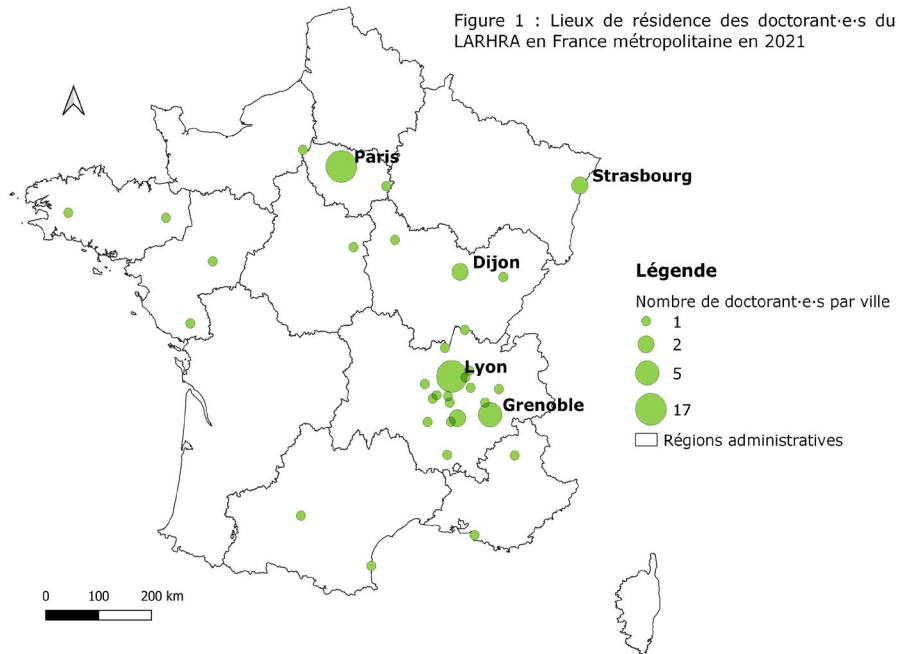 Figure 1 : Lieux de résidence des doctorant·e·s du
LARHRA en France métropolitaine en 2021
Paris
Strasbourg
Dijon
Lyon
Grenoble
Légende
Nombre de doctorant·e·s par ville
1
2
5
17
Régions administratives
0 100 200 km